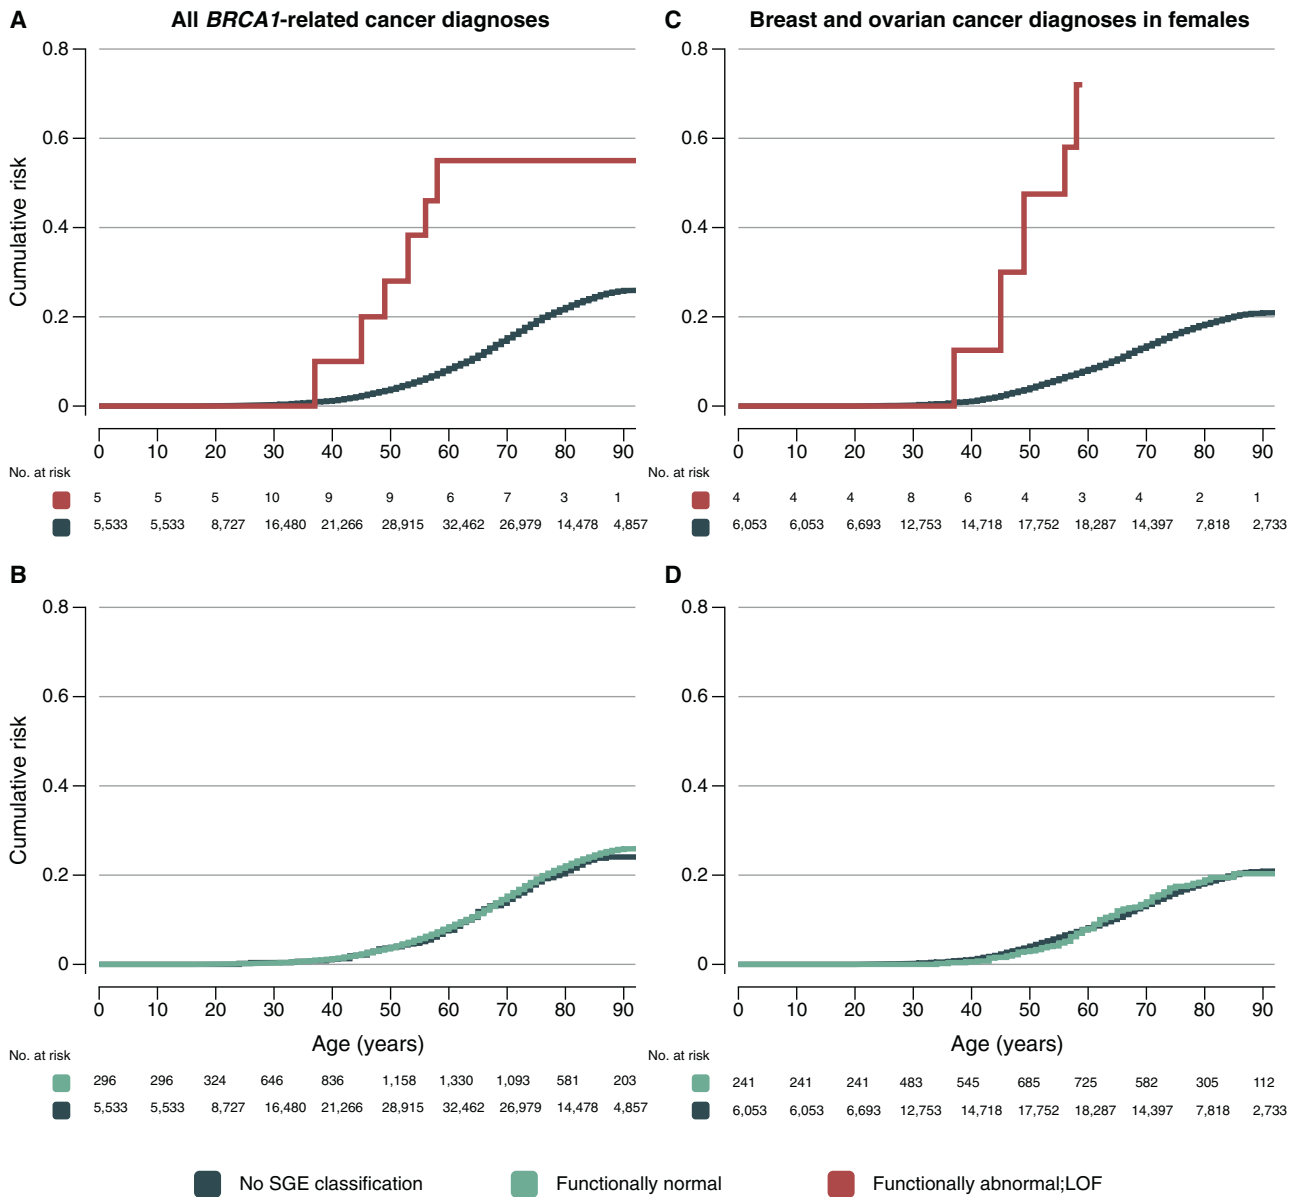 A All BRCA1-related cancer diagnoses
0.8
0.6
0.4
0.2
0
Cumulative risk
0 10 20 30 40 50 60 70 80 90
No. at risk
5 5 5 10 9 9 6 7 3 1
5,533 5,533 8,727 16,480 21,266 28,915 32,462 26,979 14,478 4,857
C Breast and ovarian cancer diagnoses in females
0.8
0.6
0.4
0.2
0
0 10 20 30 40 50 60 70 80 90
No. at risk
4 4 4 8 6 4 3 4 2 1
6,053 6,053 6,693 12,753 14,718 17,752 18,287 14,397 7,818 2,733
B
0.8
0.6
0.4
0.2
0
Cumulative risk
0 10 20 30 40 50 60 70 80 90
Age (years)
No. at risk
296 296 324 646 836 1,158 1,330 1,093 581 203
5,533 5,533 8,727 16,480 21,266 28,915 32,462 26,979 14,478 4,857
D
0.8
0.6
0.4
0.2
0
0 10 20 30 40 50 60 70 80 90
Age (years)
No. at risk
241 241 241 483 545 685 725 582 305 112
6,053 6,053 6,693 12,753 14,718 17,752 18,287 14,397 7,818 2,733
No SGE classification Functionally normal Functionally abnormal;LOF